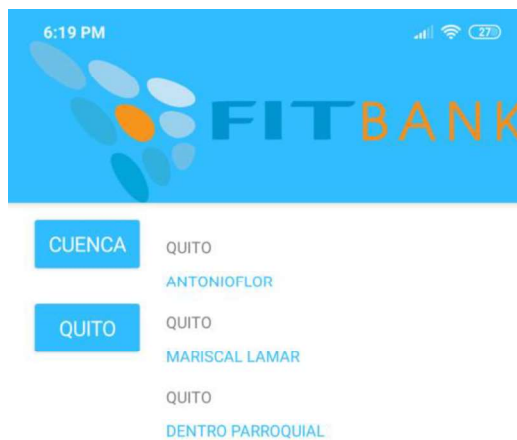 6:19 PM
27
FITBANK
CUENCA
QUITO
ANTONIOFLOR
QUITO
QUITO
MARISCAL LAMAR
QUITO
DENTRO PARROQUIAL